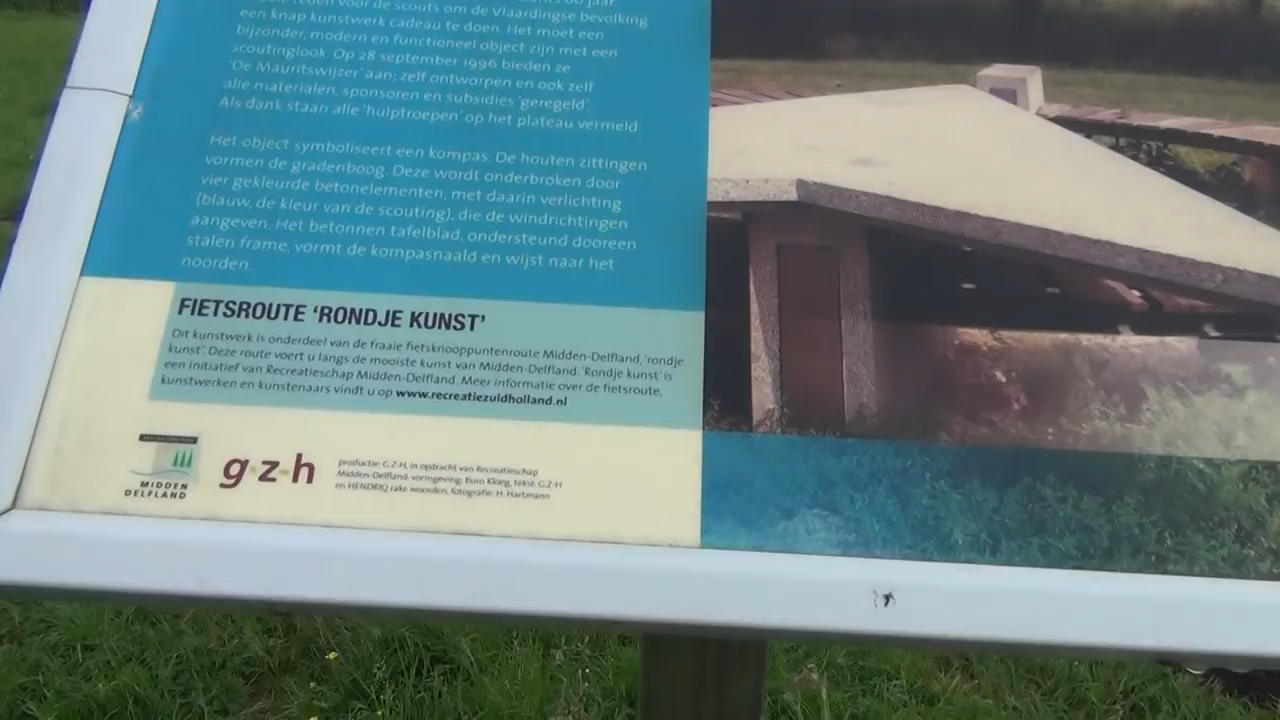 voor de scouts om de Vlaardingse bevolking
een knap kunstwerk cadeau te doen. Het moet een
bijzonder, modern en functioneel object zijn met een
scoutinglook. Op 28 september 1996 bieden ze
'De Mauritswijzer' aan; zelf ontworpen en ook zelf
alle materialen, sponsoren en subsidies 'geregeld'.
Als dank staan alle 'hulptroepen' op het plateau vermeld
Het object symboliseert een kompas. De houten zittingen
vormen de gradenboog. Deze wordt onderbroken door
vier gekleurde betonelementen, met daarin verlichting
(blauw, de kleur van de scouting), die de windrichtingen
aangeven. Het betonnen tafelblad, ondersteund dooreen
stalen frame, vormt de kompasnaald en wijst naar het
noorden.
FIETSROUTE 'RONDJE KUNST'
Dit kunstwerk is onderdeel van de fraaie fietsknooppuntenroute Midden-Delfland, 'rondje
kunst'. Deze route voert u langs de mooiste kunst van Midden-Delfland. 'Rondje kunst' is
een initiatief van Recreatieschap Midden-Delfland. Meer informatie over de fietsroute,
kunstwerken en kunstenaars vindt u op www.recreatiezuidholland.nl
MIDDEN
DELFLAND
g·z·h
productie: G.Z-H, in opdracht van Recreatieschap
Midden-Delfland, vormgeving: Buro Kloeg, tekst: G.Z-H
en HENDRIQ rake woorden, fotografie: H. Hartmann